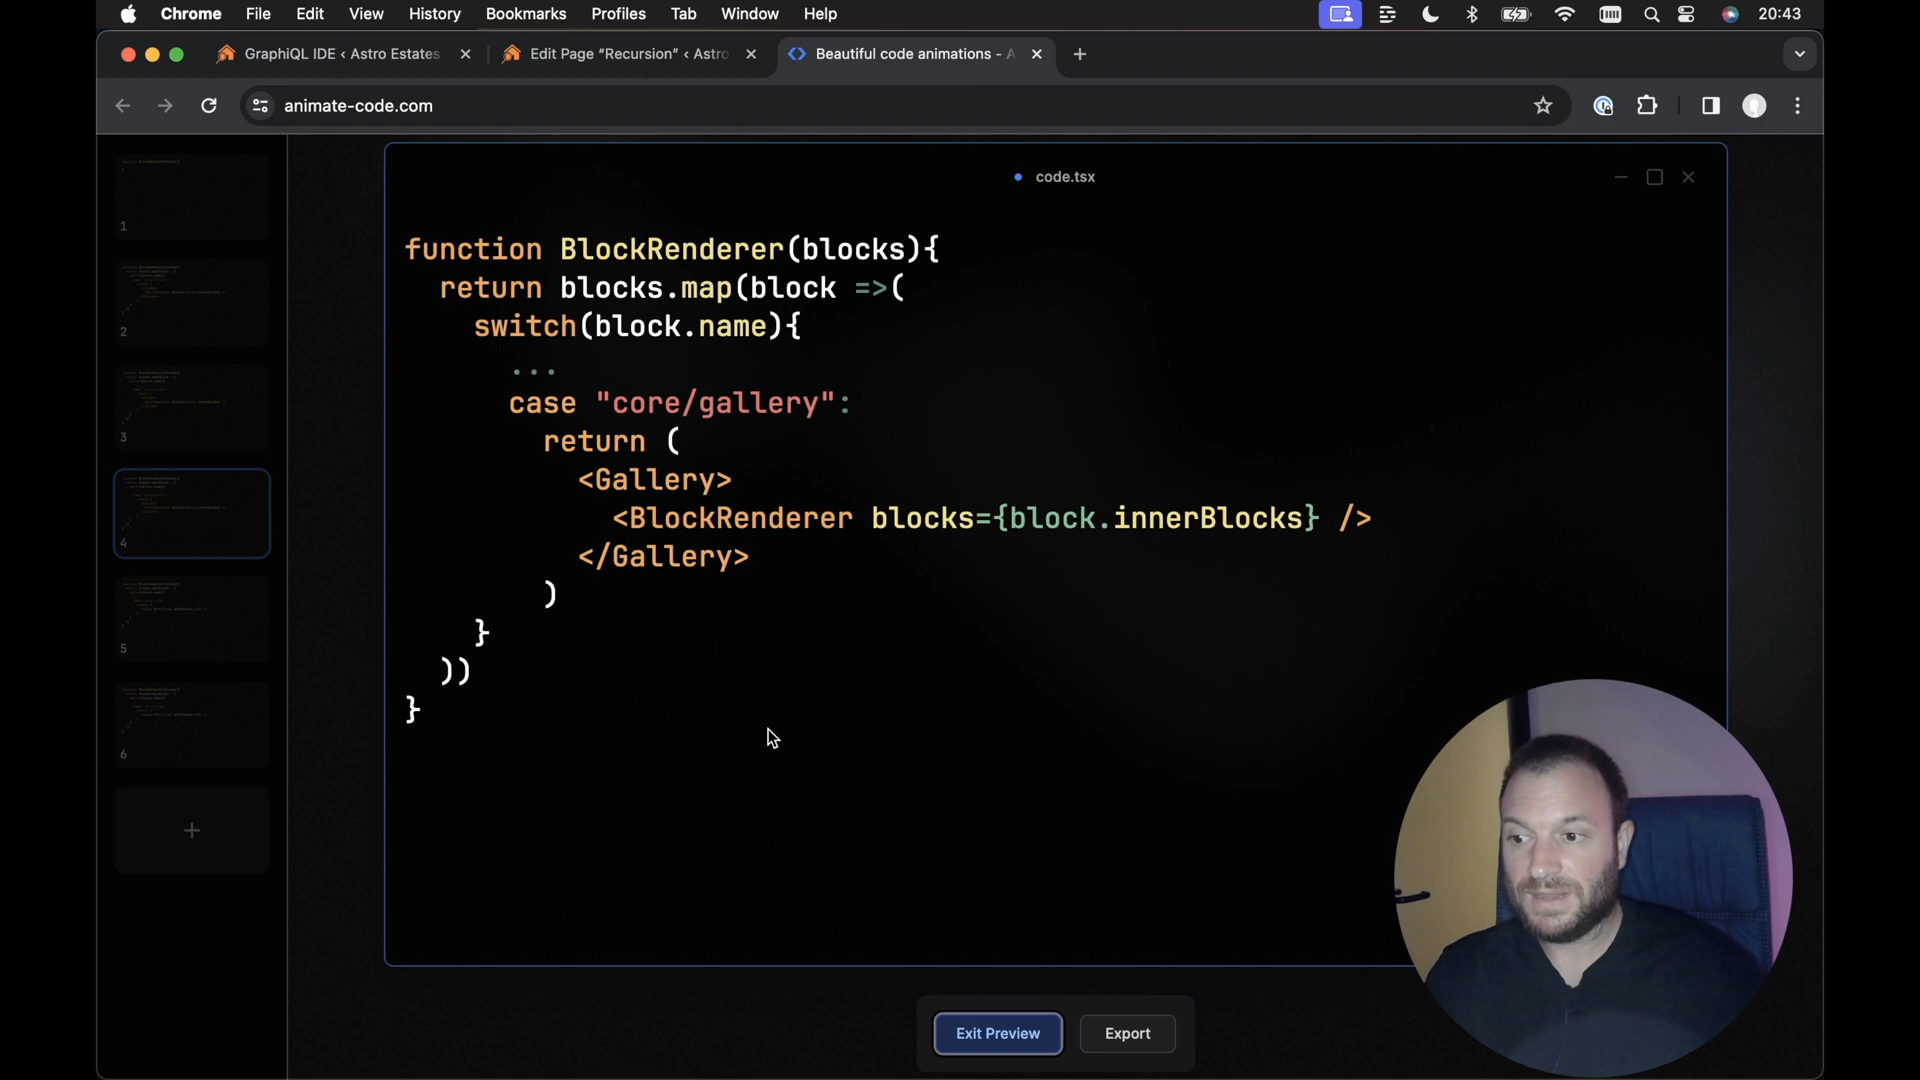 Chrome File Edit View History Bookmarks Profiles Tab Window Help 20:43
GraphiQL IDE ‹ Astro Estates
Edit Page “Recursion” ‹ Astro
Beautiful code animations - A
animate-code.com
code.tsx
function BlockRenderer(blocks){
return blocks.map(block =>(
switch(block.name){
...
case "core/gallery":
return (
<Gallery>
<BlockRenderer blocks={block.innerBlocks} />
</Gallery>
)
}
))
}
1
2
3
4
5
6
+
Exit Preview
Export